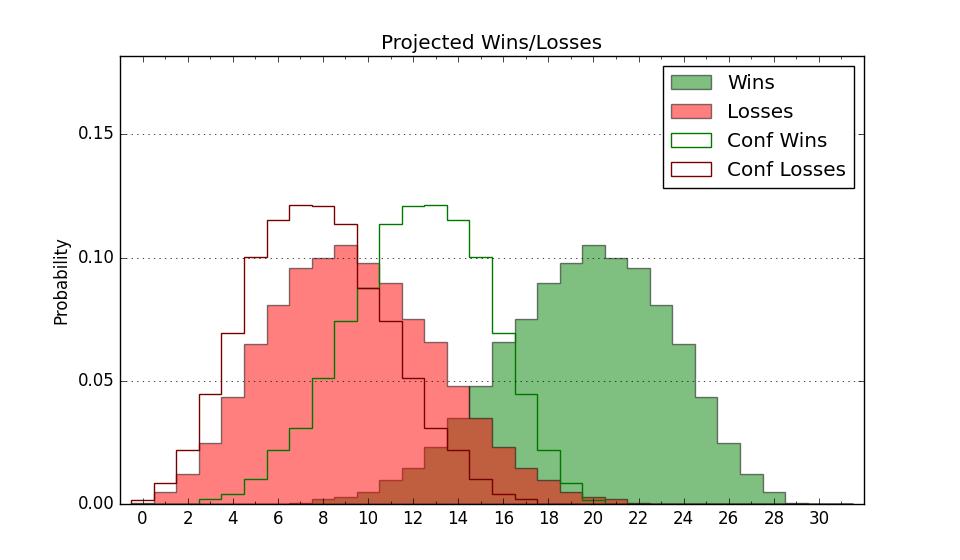 Projected Wins/Losses
Wins
Losses
Conf Wins
Conf Losses
Probability
0.15
0.10
0.05
0.00
0 2 4 6 8 10 12 14 16 18 20 22 24 26 28 30